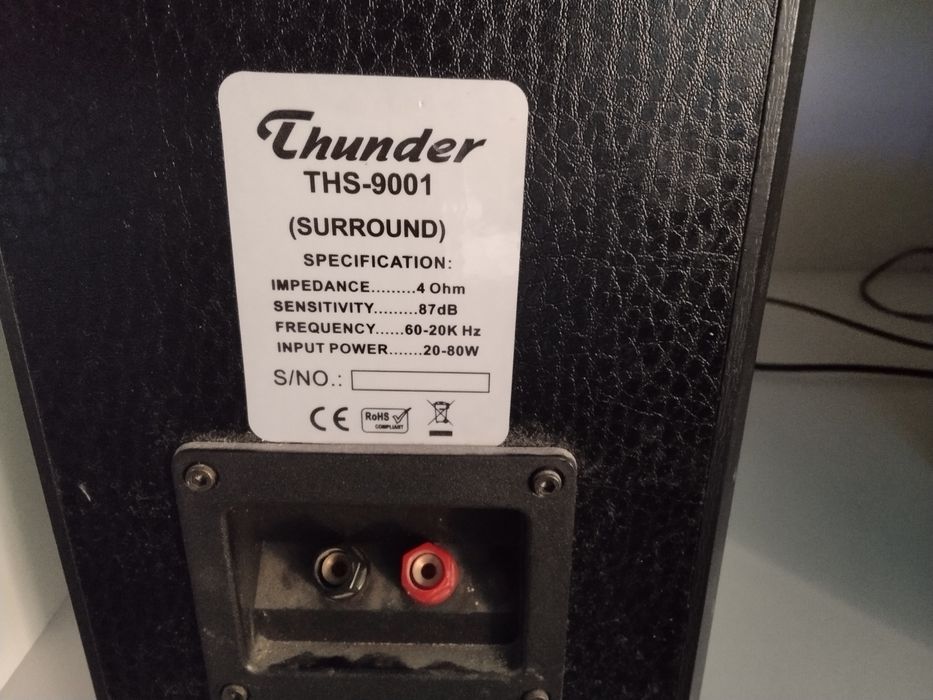 Thunder
THS-9001
(SURROUND)
SPECIFICATION:
IMPEDANCE.........4 Ohm
SENSITIVITY.........87dB
FREQUENCY......60-20K Hz
INPUT POWER.......20-80W
S/NO.:
CE RoHS
COMPLIANT